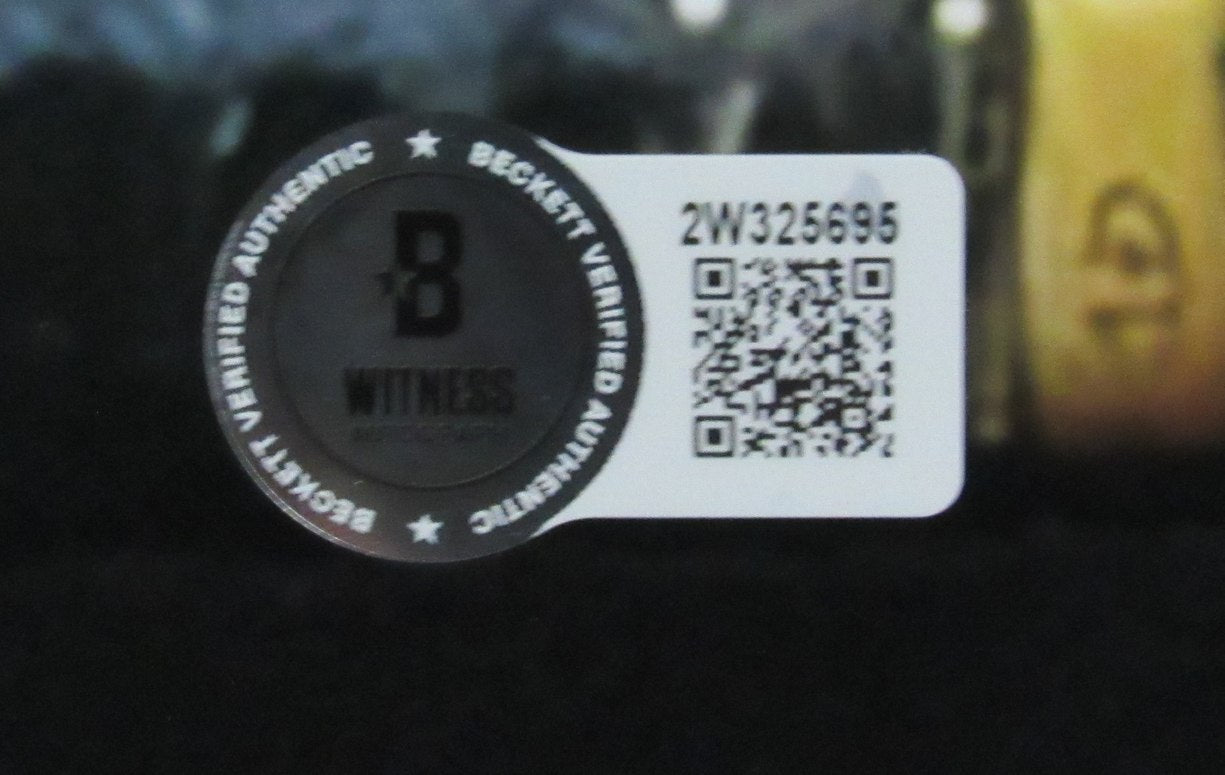 BECKETT VERIFIED AUTHENTIC ★ BECKETT VERIFIED AUTHENTIC ★
B
WITNESS
2W325695